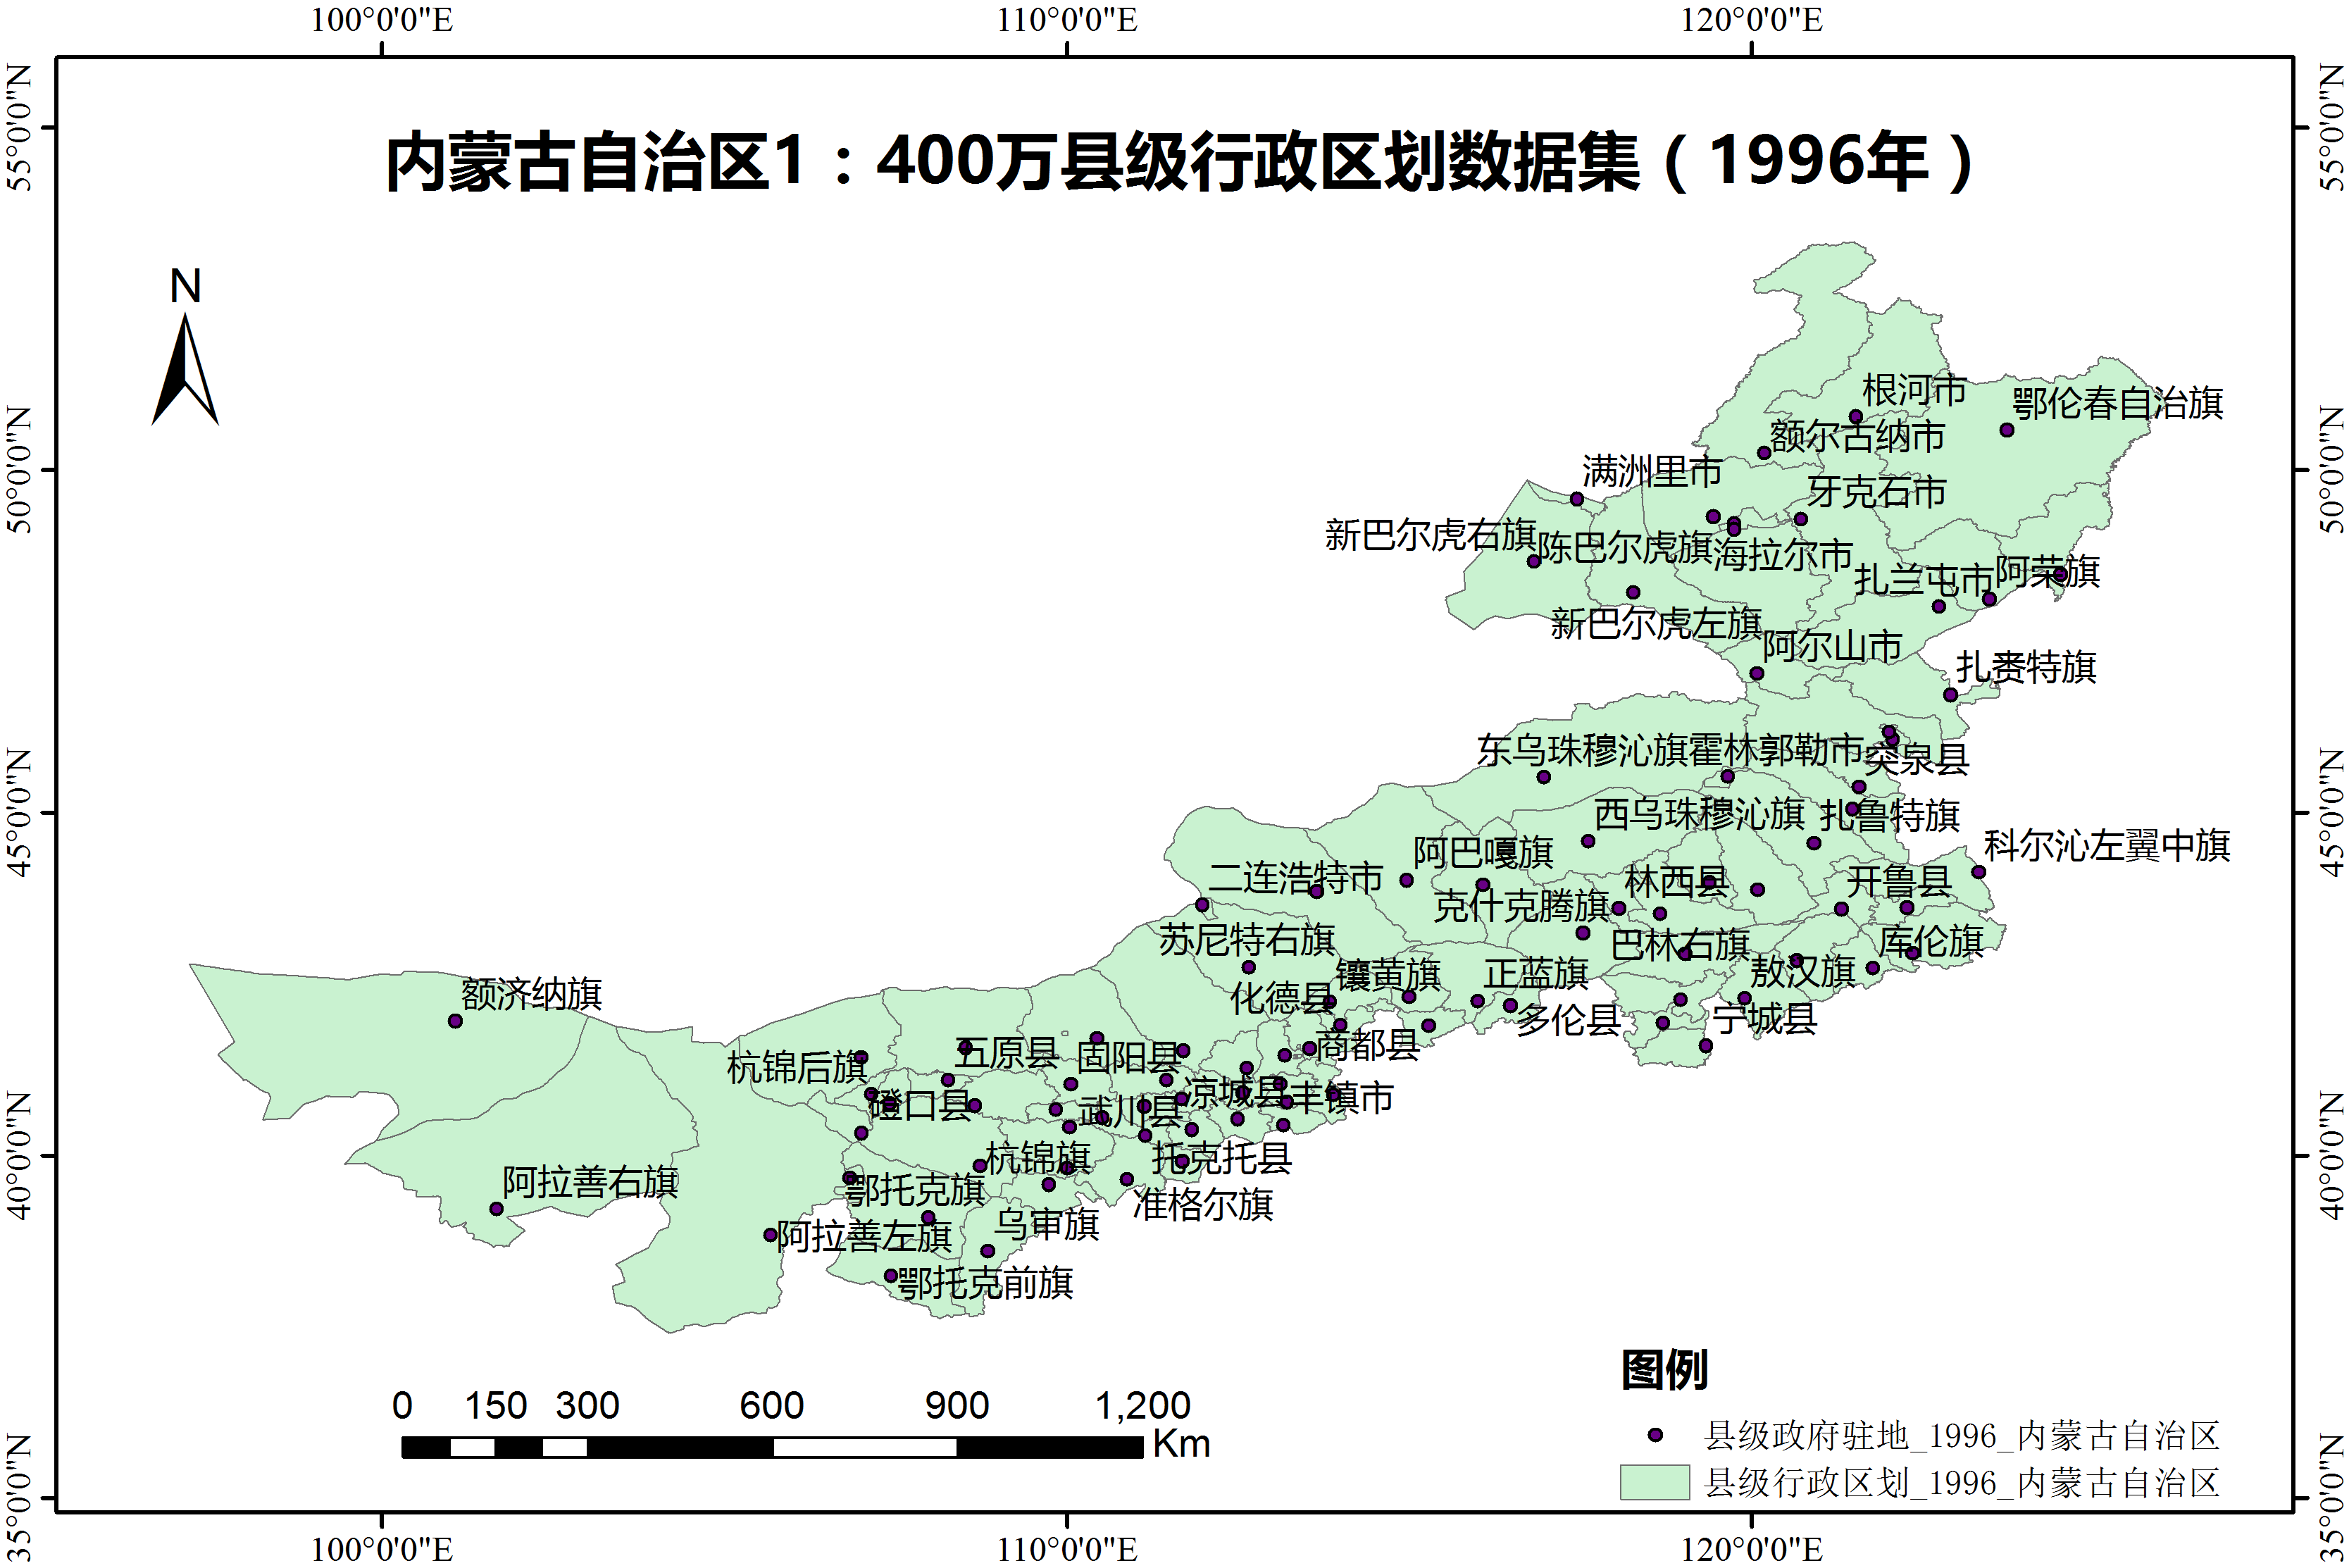 100°0'0"E
110°0'0"E
120°0'0"E
55°0'0"N
55°0'0"N
内蒙古自治区1：400万县级行政区划数据集（1996年）
N
根河市
鄂伦春自治旗
额尔古纳市
50°0'0"N
50°0'0"N
满洲里市
牙克石市
新巴尔虎右旗
陈巴尔虎旗
海拉尔市
扎兰屯市
阿荣旗
新巴尔虎左旗
阿尔山市
扎赉特旗
东乌珠穆沁旗
霍林郭勒市
突泉县
45°0'0"N
45°0'0"N
西乌珠穆沁旗
扎鲁特旗
科尔沁左翼中旗
阿巴嘎旗
二连浩特市
林西县
开鲁县
克什克腾旗
苏尼特右旗
巴林右旗
库伦旗
镶黄旗
正蓝旗
敖汉旗
额济纳旗
化德县
多伦县
宁城县
商都县
五原县
固阳县
杭锦后旗
磴口县
武川县
凉城县
丰镇市
40°0'0"N
40°0'0"N
杭锦旗
托克托县
阿拉善右旗
鄂托克旗
准格尔旗
乌审旗
阿拉善左旗
鄂托克前旗
图例
0 150 300 600 900 1,200
Km
县级政府驻地_1996_内蒙古自治区
县级行政区划_1996_内蒙古自治区
35°0'0"N
35°0'0"N
100°0'0"E
110°0'0"E
120°0'0"E